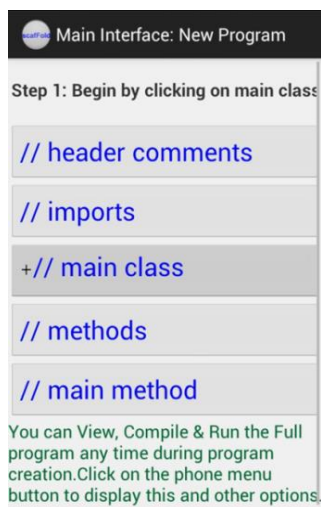 scaffold Main Interface: New Program
Step 1: Begin by clicking on main class
// header comments
// imports
+// main class
// methods
// main method
You can View, Compile & Run the Full
program any time during program
creation.Click on the phone menu
button to display this and other options.